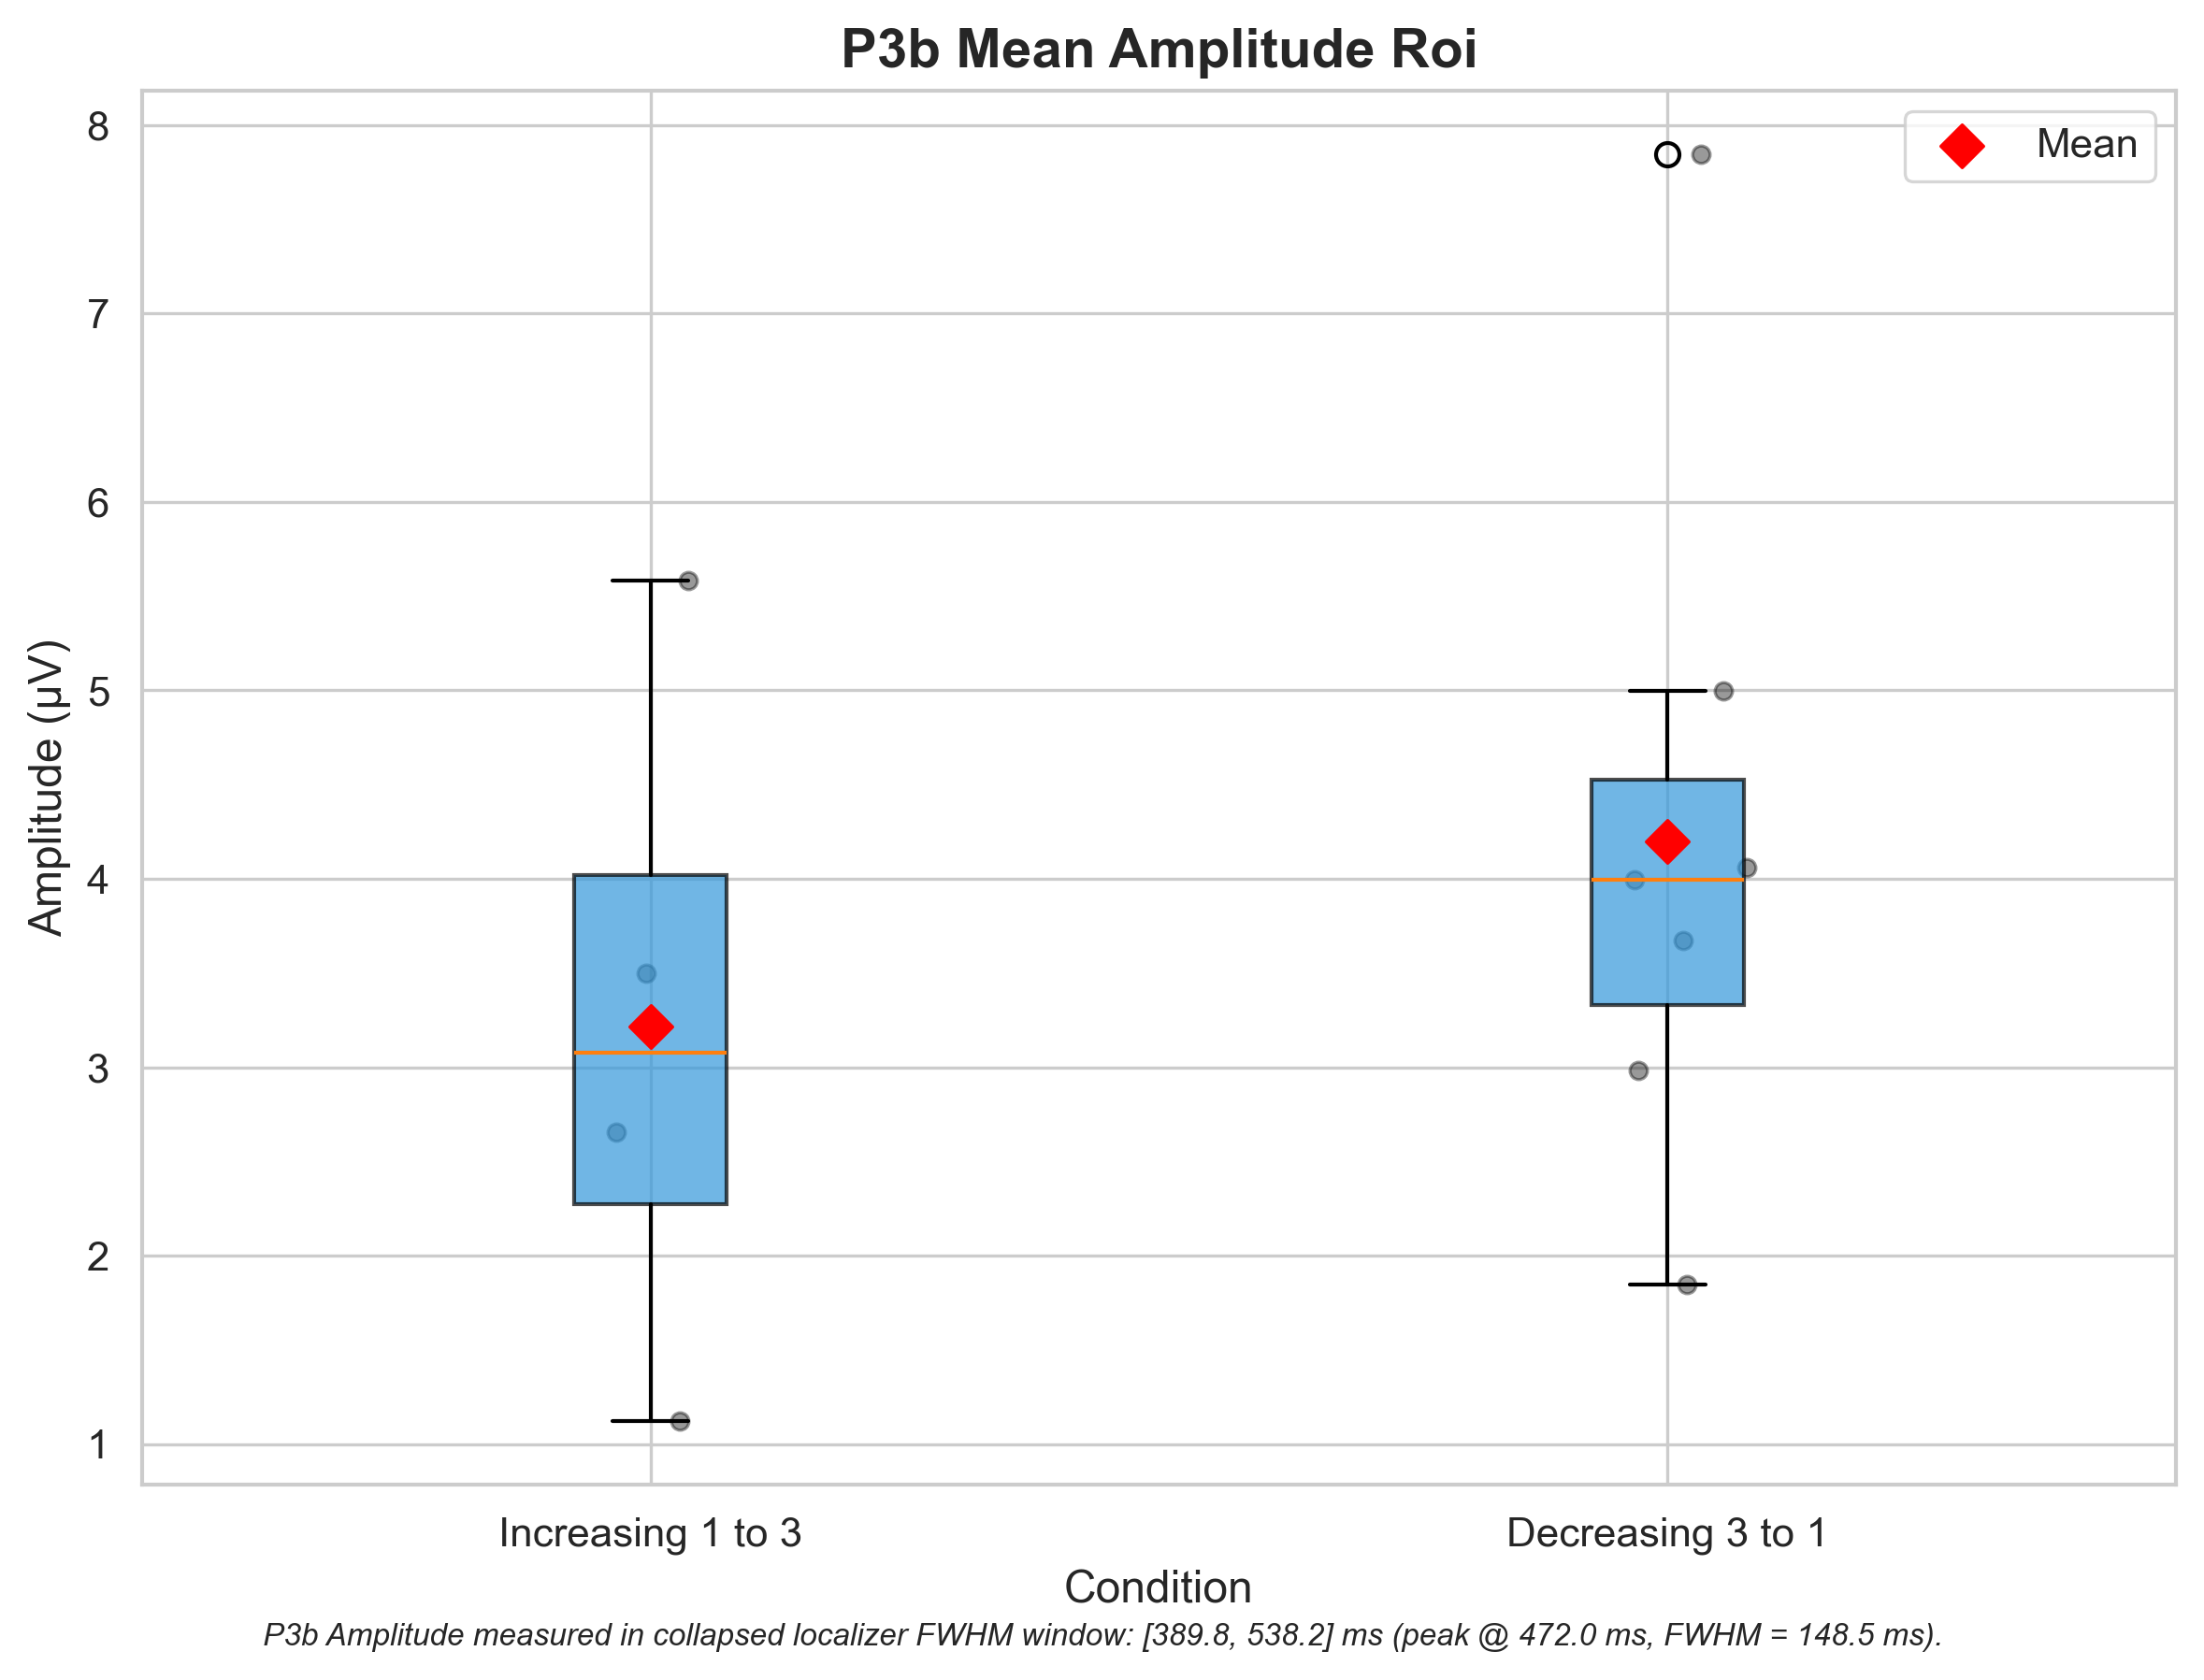 P3b Mean Amplitude Roi
Mean
8
7
6
5
4
3
2
1
Amplitude (µV)
Increasing 1 to 3
Decreasing 3 to 1
Condition
P3b Amplitude measured in collapsed localizer FWHM window: [389.8, 538.2] ms (peak @ 472.0 ms, FWHM = 148.5 ms).